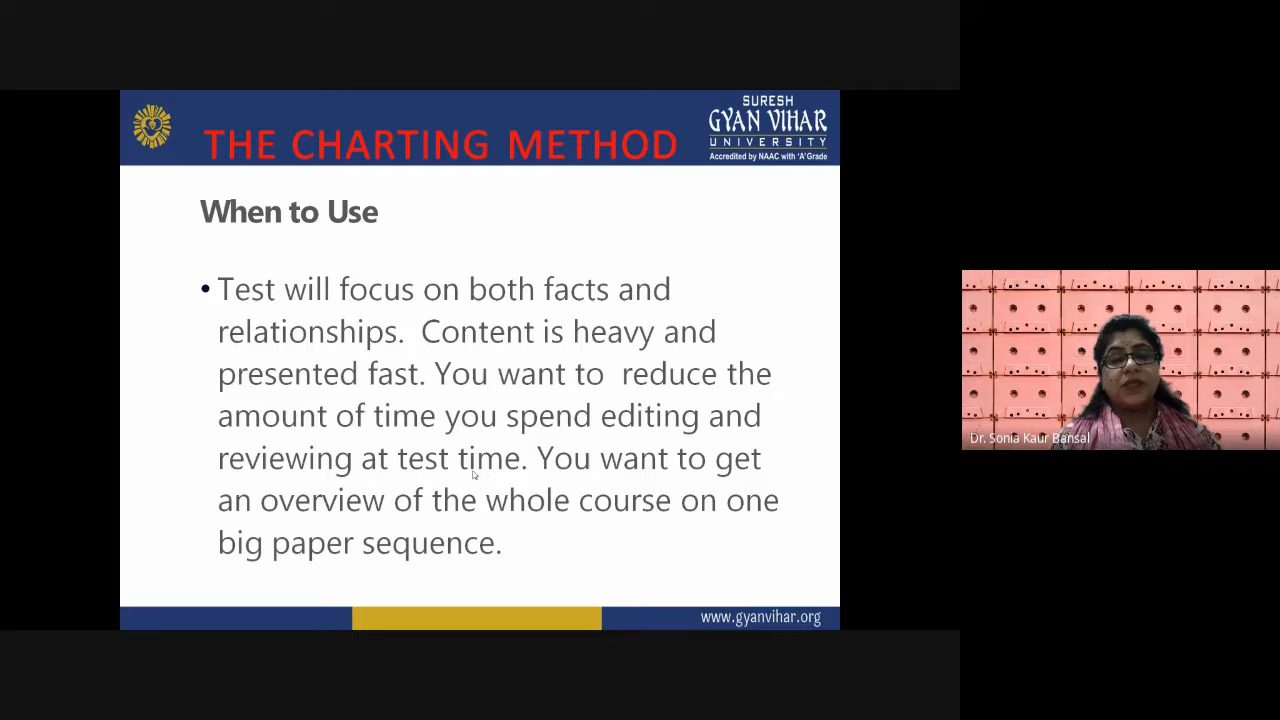 THE CHARTING METHOD
SURESH
GYAN VIHAR
UNIVERSITY
Accredited by NAAC with 'A'Grade
When to Use
• Test will focus on both facts and
relationships.  Content is heavy and
presented fast. You want to  reduce the
amount of time you spend editing and
reviewing at test time. You want to get
an overview of the whole course on one
big paper sequence.
www.gyanvihar.org
Dr. Sonia Kaur Bansal